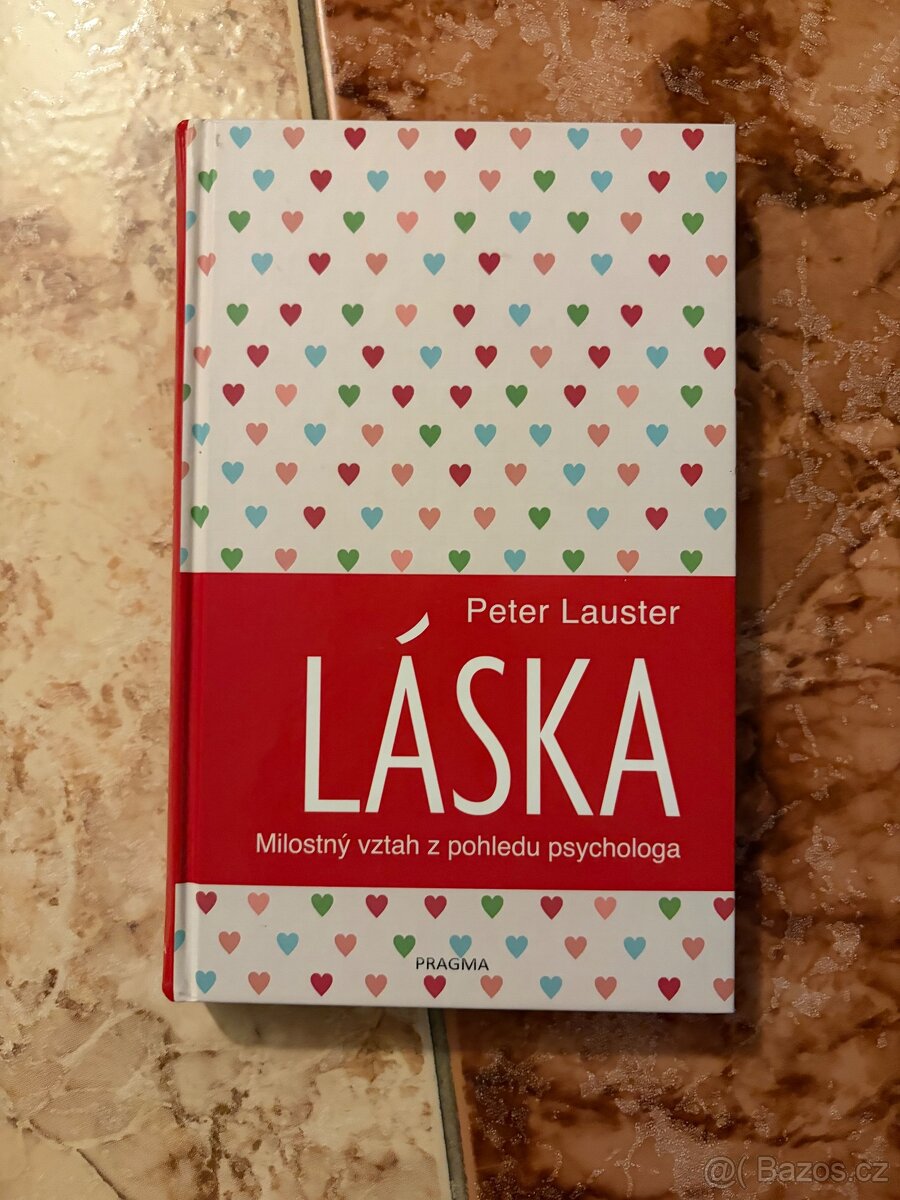 Peter Lauster
LÁSKA
Milostný vztah z pohledu psychologa
PRAGMA
@( Bazos.cz